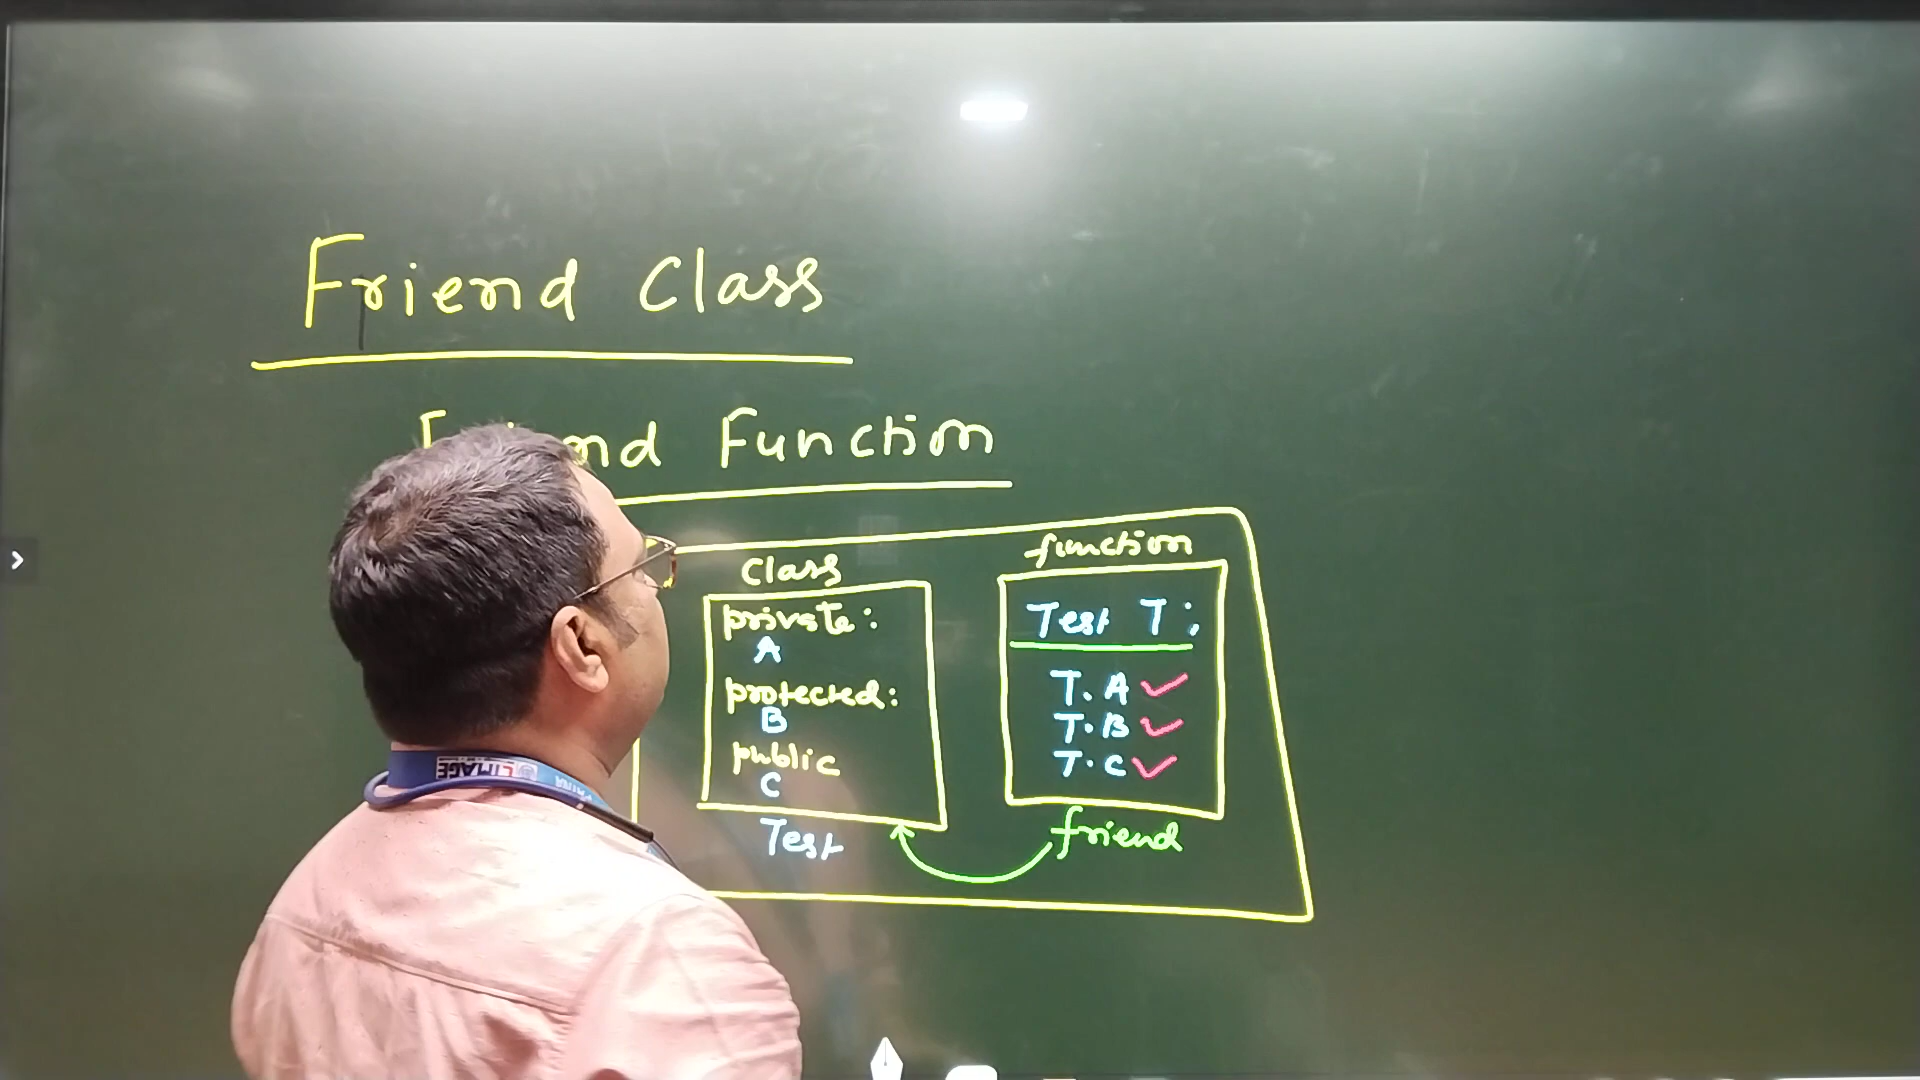 Friend Class
Function
class
private:
A
protected:
B
public
C
Test
function
Test T;
T.A
T.B
T.C
friend